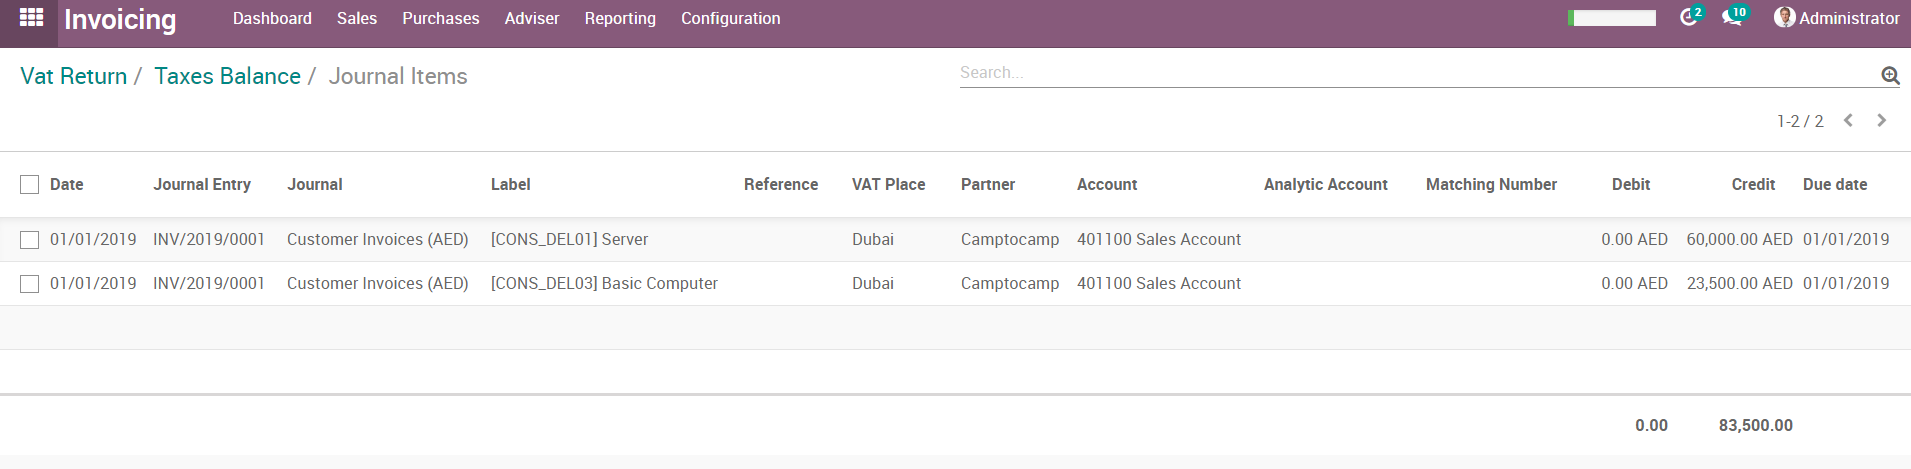 Invoicing Dashboard Sales Purchases Adviser Reporting Configuration 2 10 Administrator
Vat Return / Taxes Balance / Journal Items Search...
1-2 / 2
Date Journal Entry Journal Label Reference VAT Place Partner Account Analytic Account Matching Number Debit Credit Due date
01/01/2019 INV/2019/0001 Customer Invoices (AED) [CONS_DEL01] Server Dubai Camptocamp 401100 Sales Account 0.00 AED 60,000.00 AED 01/01/2019
01/01/2019 INV/2019/0001 Customer Invoices (AED) [CONS_DEL03] Basic Computer Dubai Camptocamp 401100 Sales Account 0.00 AED 23,500.00 AED 01/01/2019
0.00 83,500.00